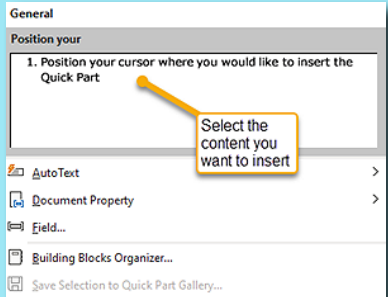 General
Position your
1. Position your cursor where you would like to insert the
Quick Part
Select the
content you
want to insert
AutoText
Document Property
Field...
Building Blocks Organizer...
Save Selection to Quick Part Gallery...